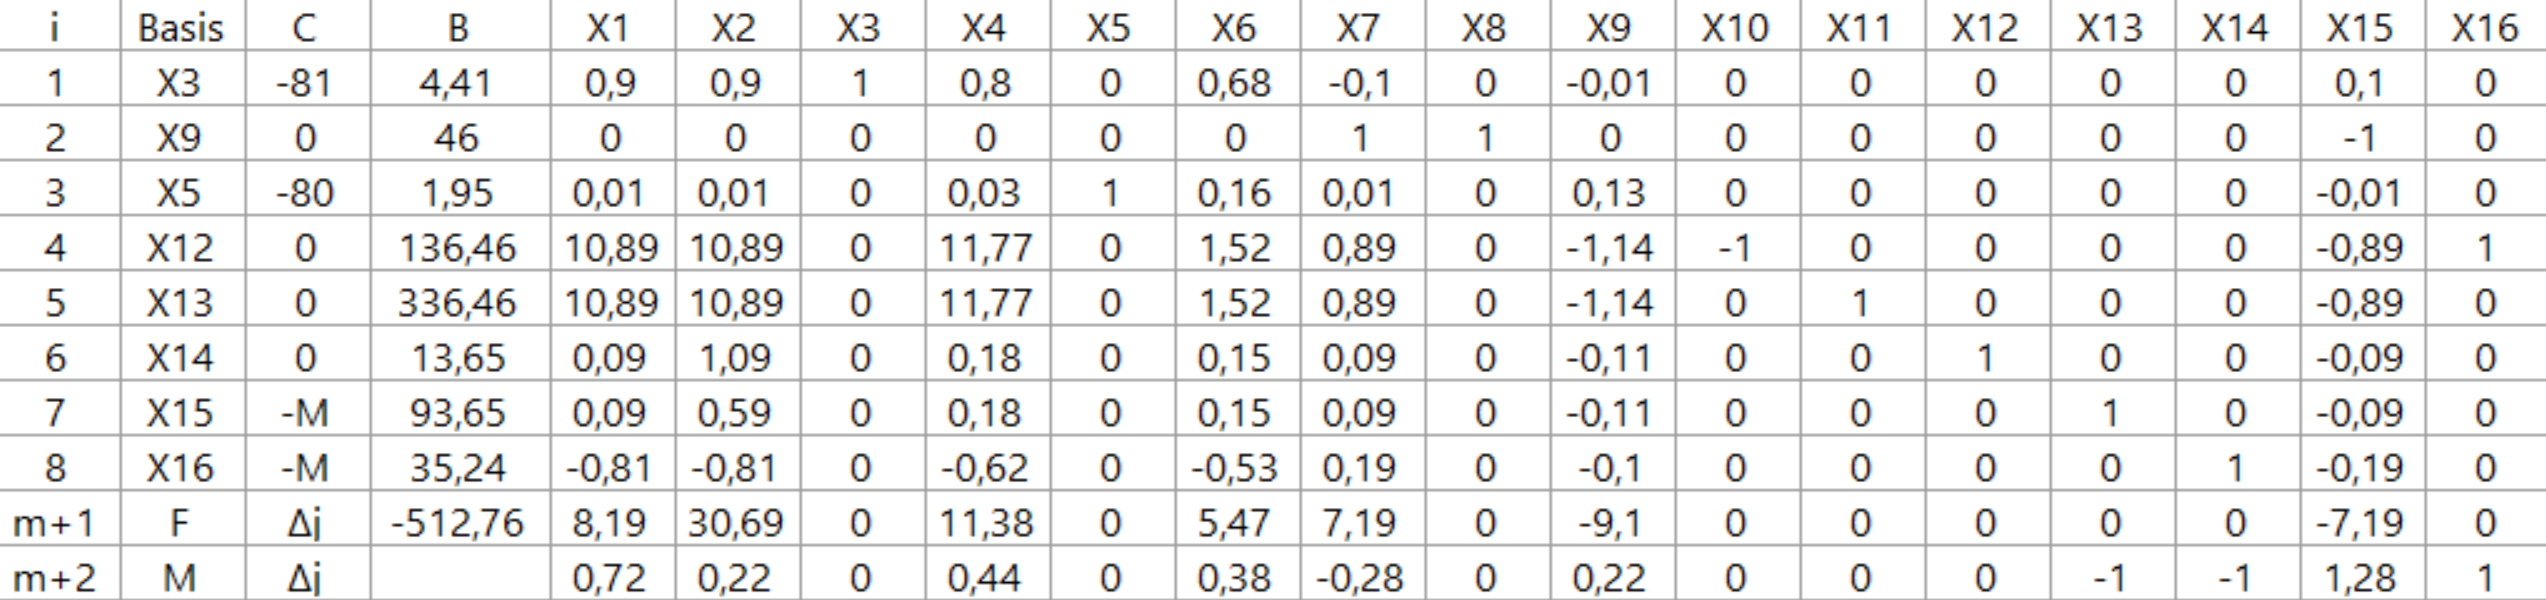 i Basis C B X1 X2 X3 X4 X5 X6 X7 X8 X9 X10 X11 X12 X13 X14 X15 X16
1 X3 -81 4,41 0,9 0,9 1 0,8 0 0,68 -0,1 0 -0,01 0 0 0 0 0 0,1 0
2 X9 0 46 0 0 0 0 0 0 1 1 0 0 0 0 0 0 -1 0
3 X5 -80 1,95 0,01 0,01 0 0,03 1 0,16 0,01 0 0,13 0 0 0 0 0 -0,01 0
4 X12 0 136,46 10,89 10,89 0 11,77 0 1,52 0,89 0 -1,14 -1 0 0 0 0 -0,89 1
5 X13 0 336,46 10,89 10,89 0 11,77 0 1,52 0,89 0 -1,14 0 1 0 0 0 -0,89 0
6 X14 0 13,65 0,09 1,09 0 0,18 0 0,15 0,09 0 -0,11 0 0 1 0 0 -0,09 0
7 X15 -M 93,65 0,09 0,59 0 0,18 0 0,15 0,09 0 -0,11 0 0 0 1 0 -0,09 0
8 X16 -M 35,24 -0,81 -0,81 0 -0,62 0 -0,53 0,19 0 -0,1 0 0 0 0 1 -0,19 0
m+1 F Δj -512,76 8,19 30,69 0 11,38 0 5,47 7,19 0 -9,1 0 0 0 0 0 -7,19 0
m+2 M Δj 0,72 0,22 0 0,44 0 0,38 -0,28 0 0,22 0 0 0 -1 -1 1,28 1